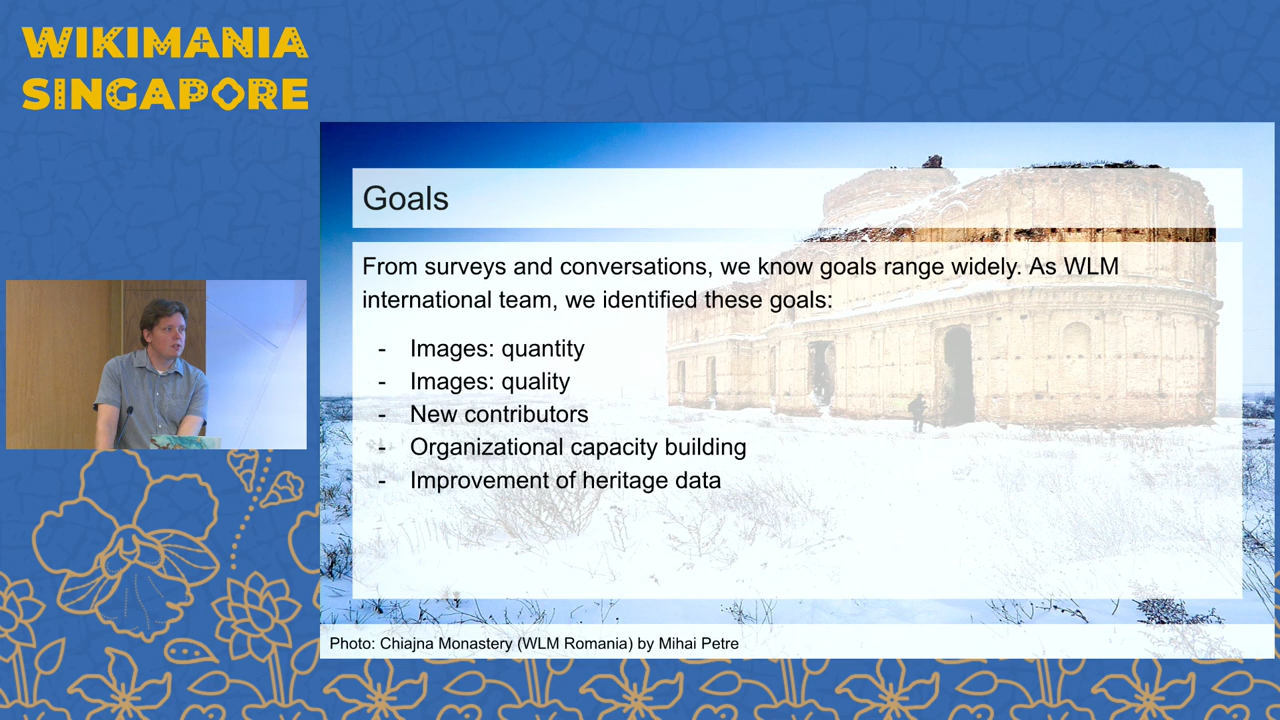 WIKIMANIA
SINGAPORE
Goals
From surveys and conversations, we know goals range widely. As WLM
international team, we identified these goals:
- Images: quantity
- Images: quality
- New contributors
- Organizational capacity building
- Improvement of heritage data
Photo: Chiajna Monastery (WLM Romania) by Mihai Petre